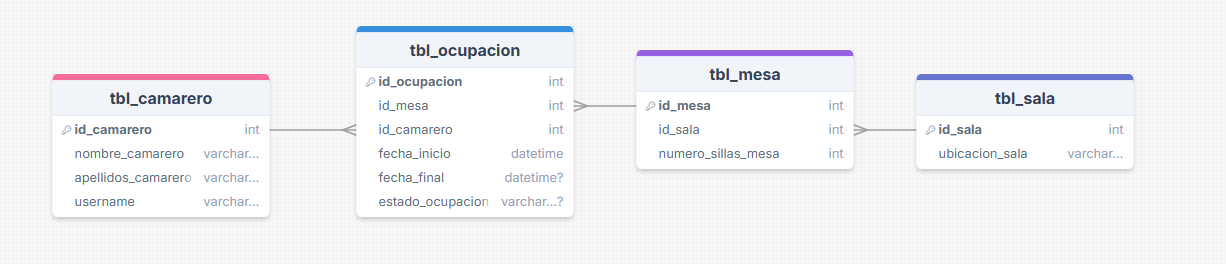 tbl_camarero
id_camarero int
nombre_camarero varchar...
apellidos_camarero varchar...
username varchar...
tbl_ocupacion
id_ocupacion int
id_mesa int
id_camarero int
fecha_inicio datetime
fecha_final datetime?
estado_ocupacion varchar...?
tbl_mesa
id_mesa int
id_sala int
numero_sillas_mesa int
tbl_sala
id_sala int
ubicacion_sala varchar...